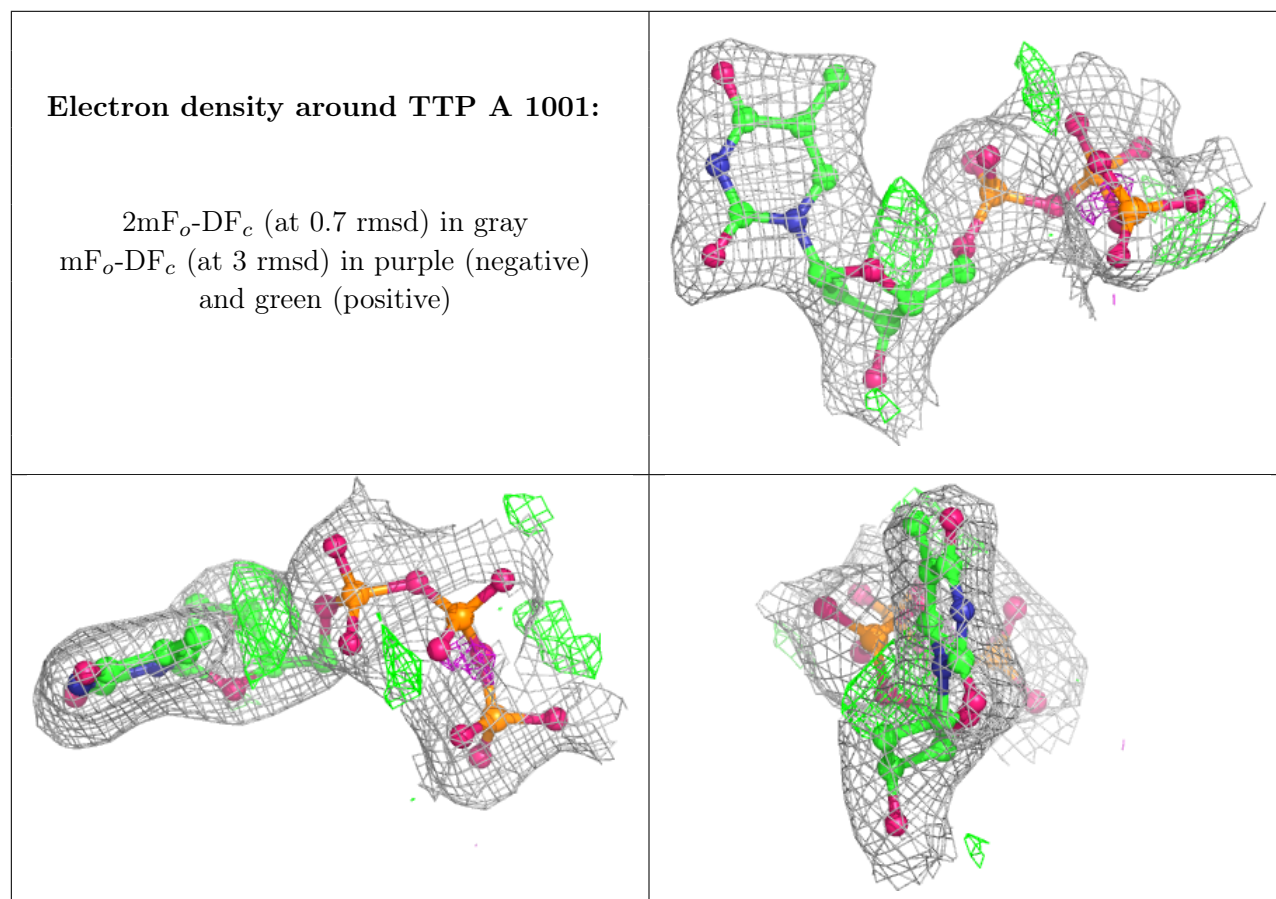 Electron density around TTP A 1001:
2mFₒ-DF𝒸 (at 0.7 rmsd) in gray
mFₒ-DF𝒸 (at 3 rmsd) in purple (negative)
and green (positive)